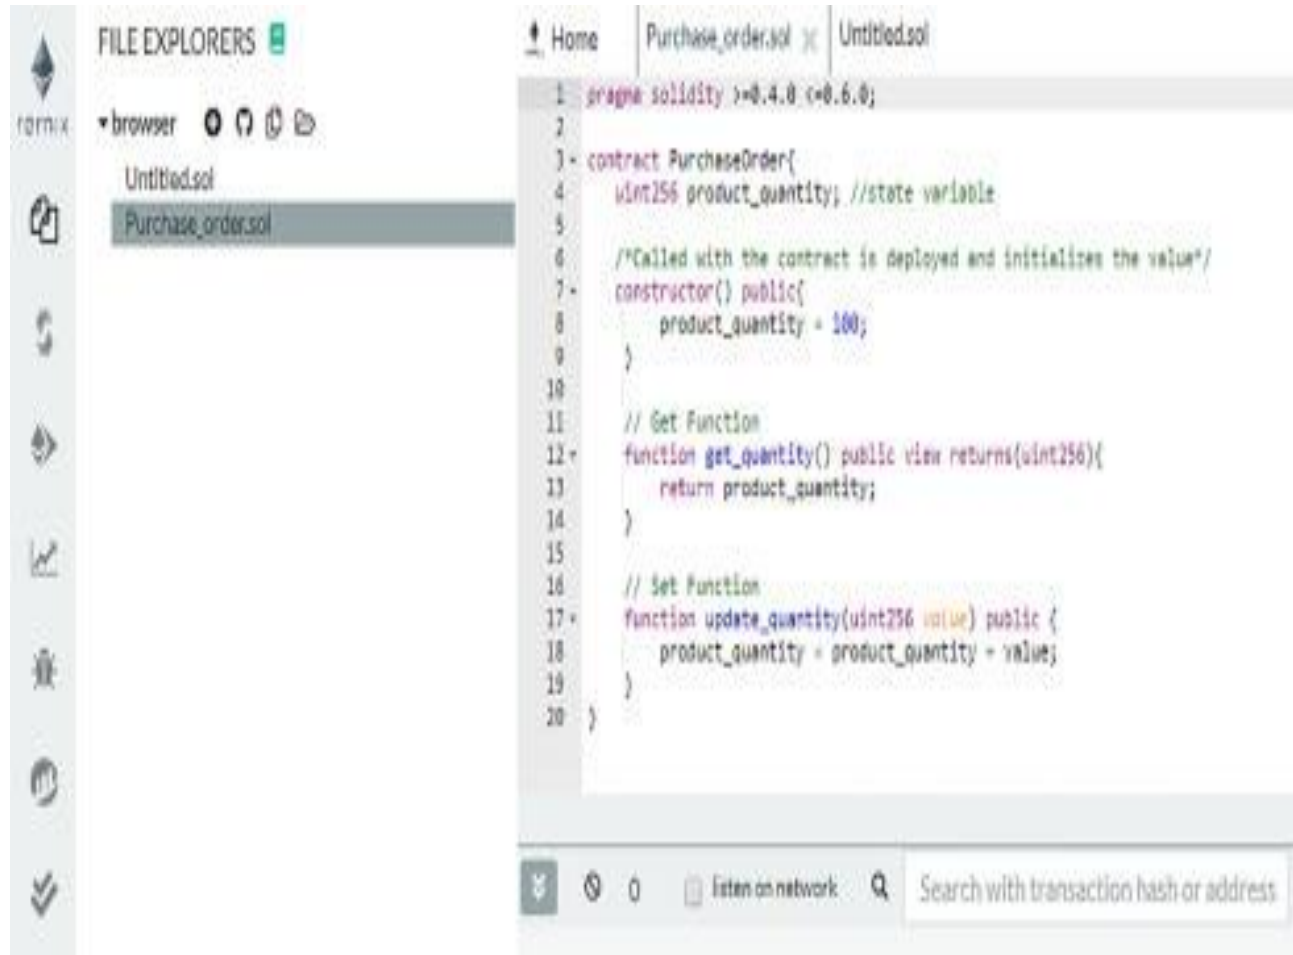 FILE EXPLORERS
remix
browser
Untitled.sol
Purchase_order.sol
Home
Purchase_order.sol
Untitled.sol
1 pragma solidity >=0.4.0 <=0.6.0;
2
3 contract PurchaseOrder{
4 uint256 product_quantity; //state variable
5
6 /*Called with the contract is deployed and initializes the value*/
7 constructor() public{
8 product_quantity = 100;
9 }
10
11 // Get Function
12 function get_quantity() public view returns(uint256){
13 return product_quantity;
14 }
15
16 // Set Function
17 function update_quantity(uint256 value) public {
18 product_quantity = product_quantity + value;
19 }
20 }
0
listen on network
Search with transaction hash or address